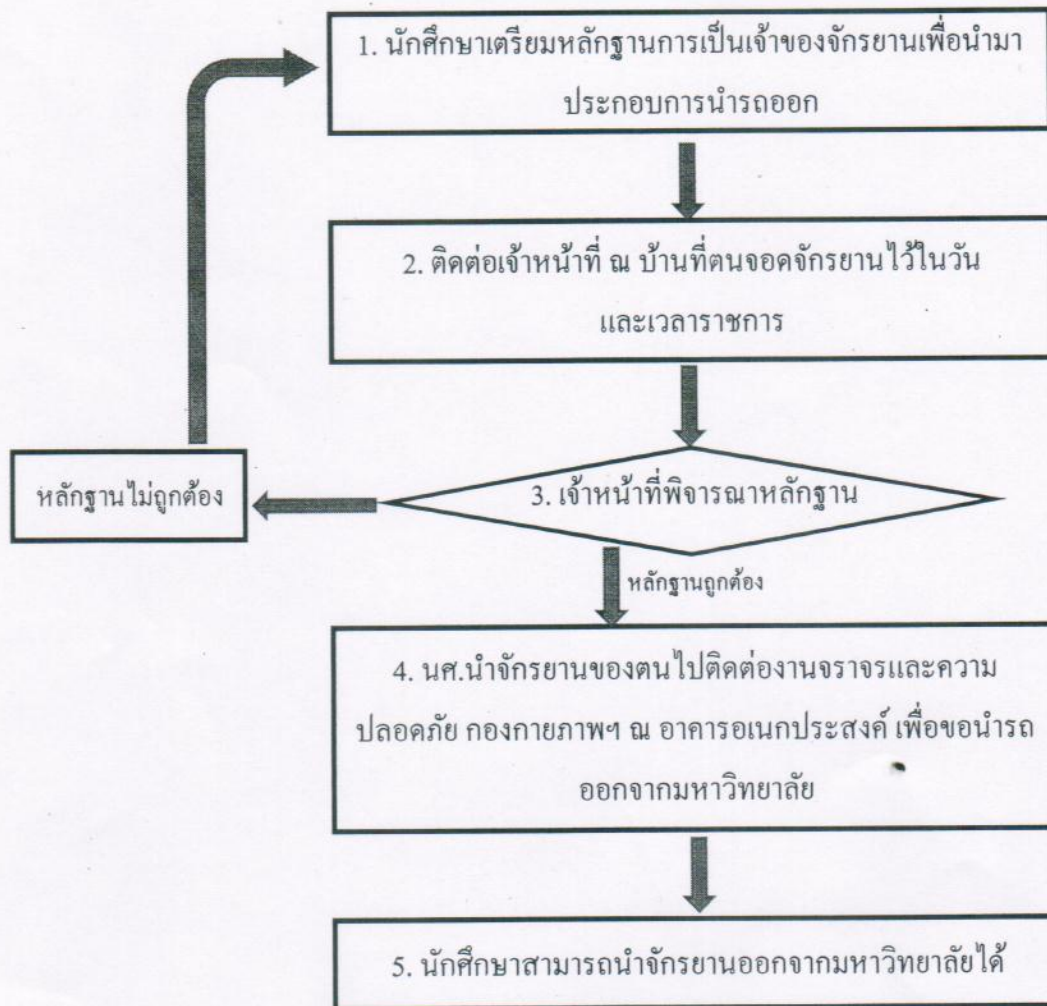 1. นักศึกษาเตรียมหลักฐานการเป็นเจ้าของจักรยานเพื่อนำมา
ประกอบการนำรถออก
2. ติดต่อเจ้าหน้าที่ ณ บ้านที่ตนจอดจักรยานไว้ในวัน
และเวลาราชการ
3. เจ้าหน้าที่พิจารณาหลักฐาน
หลักฐานไม่ถูกต้อง
หลักฐานถูกต้อง
4. นศ.นำจักรยานของตนไปติดต่องานจราจรและความ
ปลอดภัย กองกายภาพฯ ณ อาคารอเนกประสงค์ เพื่อขอนำรถ
ออกจากมหาวิทยาลัย
5. นักศึกษาสามารถนำจักรยานออกจากมหาวิทยาลัยได้